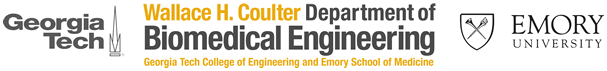 Georgia
Tech
Wallace H. Coulter Department of
Biomedical Engineering
Georgia Tech College of Engineering and Emory School of Medicine
EMORY
UNIVERSITY